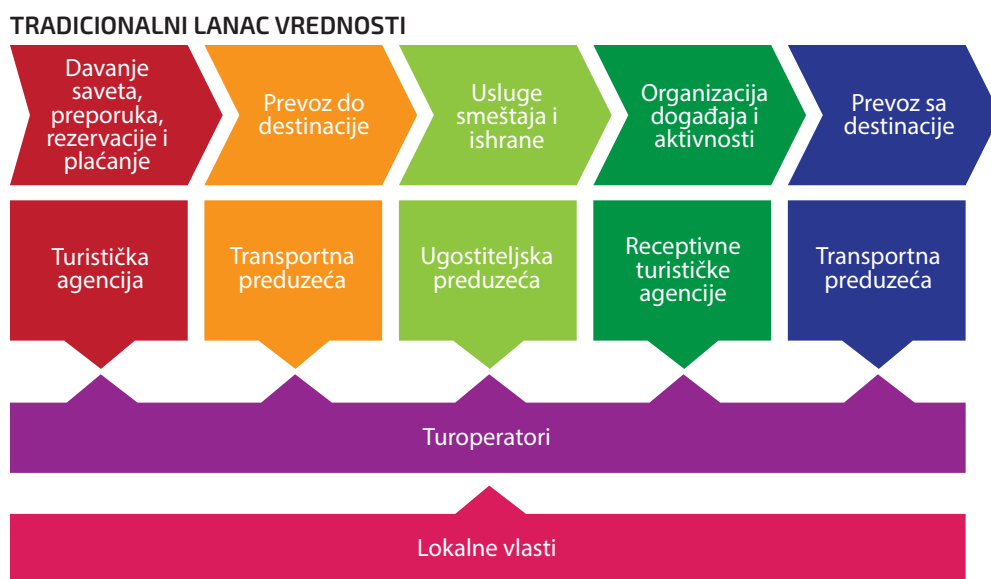 TRADICIONALNI LANAC VREDNOSTI
Davanje
saveta,
preporuka,
rezervacije i
plaćanje
Prevoz do
destinacije
Usluge
smeštaja i
ishrane
Organizacija
događaja i
aktivnosti
Prevoz sa
destinacije
Turistička
agencija
Transportna
preduzeća
Ugostiteljska
preduzeća
Receptivne
turističke
agencije
Transportna
preduzeća
Turoperatori
Lokalne vlasti